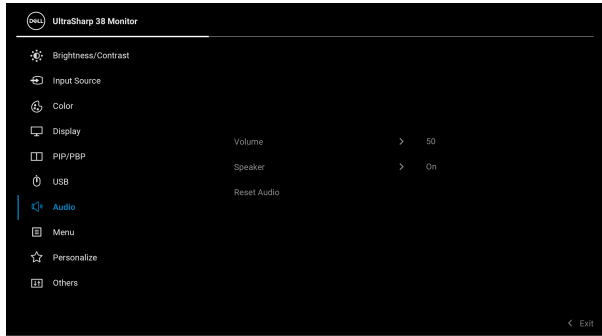 DELL
UltraSharp 38 Monitor
Brightness/Contrast
Input Source
Color
Display
PIP/PBP
USB
Audio
Menu
Personalize
Others
Volume > 50
Speaker > On
Reset Audio
< Exit